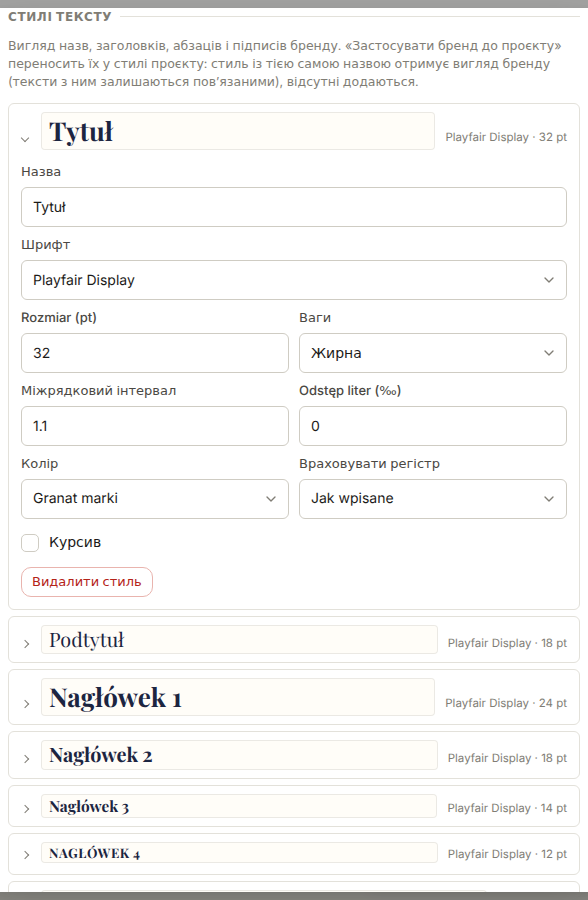 СТИЛІ ТЕКСТУ
Вигляд назв, заголовків, абзаців і підписів бренду. «Застосувати бренд до проєкту»
переносить їх у стилі проєкту: стиль із тією самою назвою отримує вигляд бренду
(тексти з ним залишаються пов’язаними), відсутні додаються.
Tytuł
Playfair Display · 32 pt
Назва
Tytuł
Шрифт
Playfair Display
Rozmiar (pt)
Ваги
32
Жирна
Міжрядковий інтервал
Odstęp liter (‰)
1.1
0
Колір
Враховувати регістр
Granat marki
Jak wpisane
Курсив
Видалити стиль
Podtytuł
Playfair Display · 18 pt
Nagłówek 1
Playfair Display · 24 pt
Nagłówek 2
Playfair Display · 18 pt
Nagłówek 3
Playfair Display · 14 pt
NAGŁÓWEK 4
Playfair Display · 12 pt